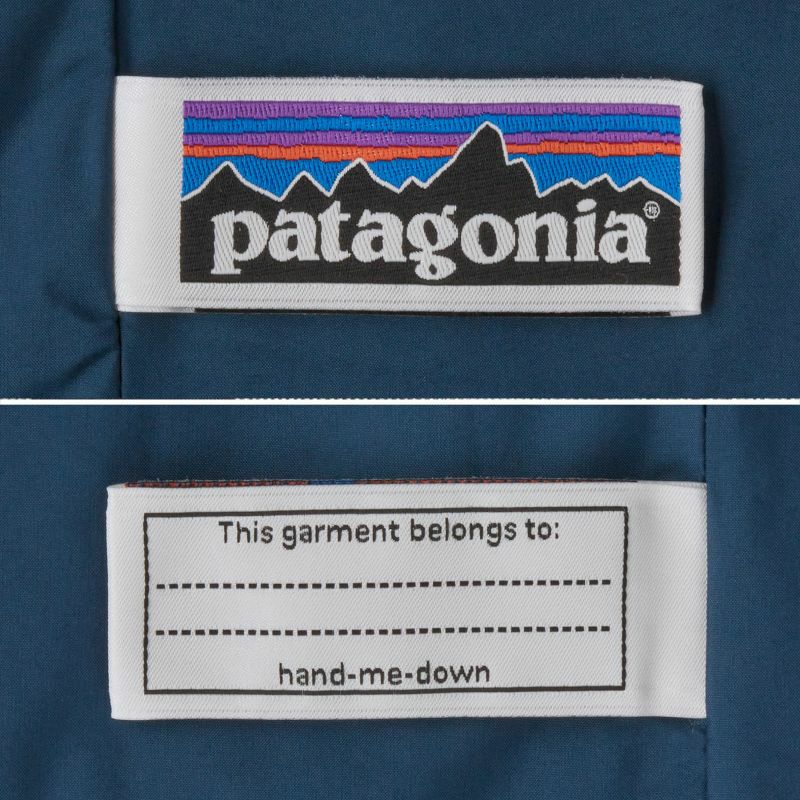 patagonia®
This garment belongs to:
hand-me-down